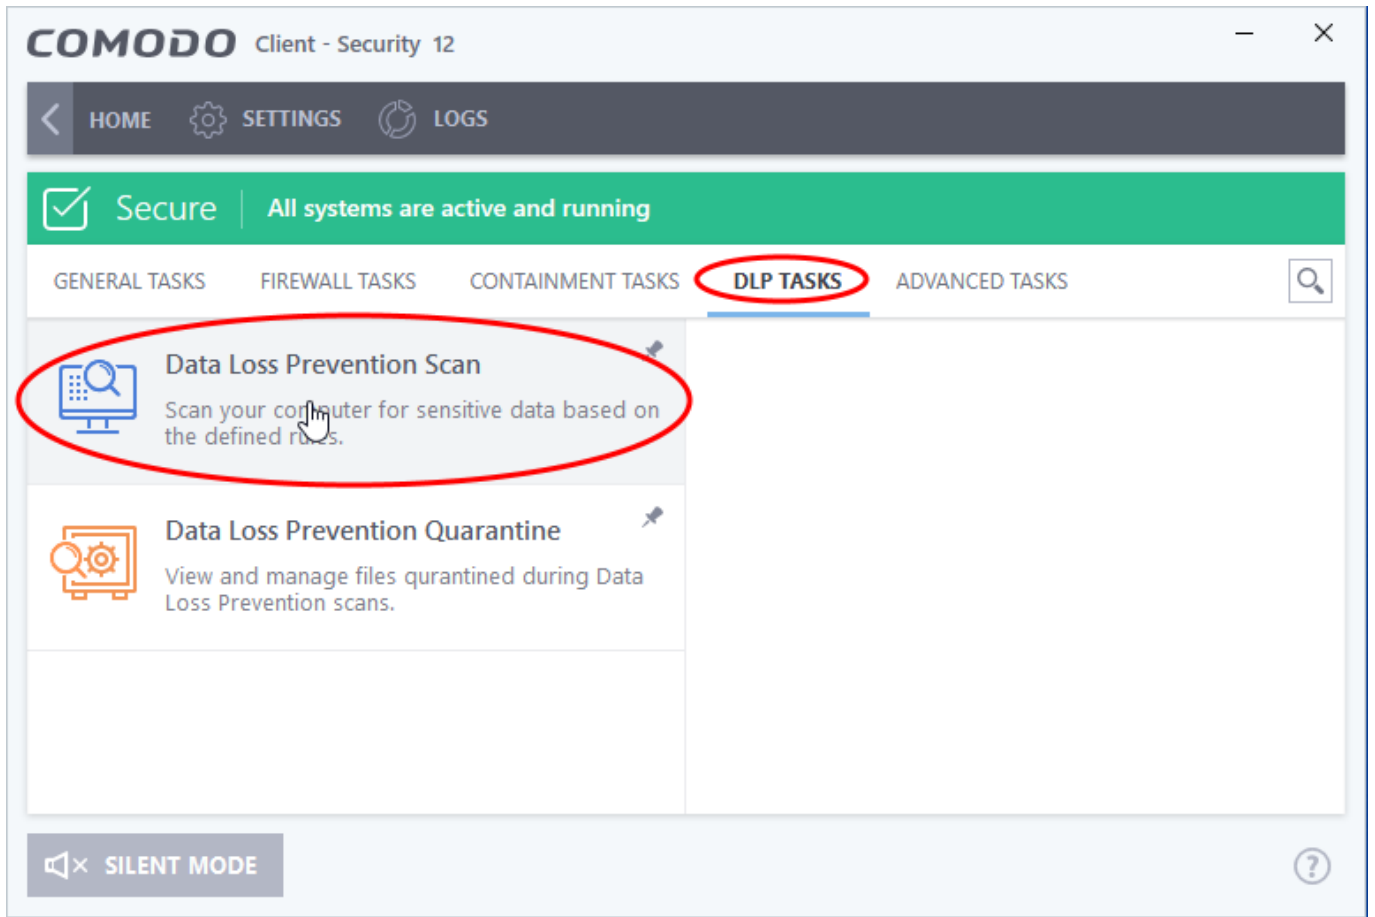 COMODO Client - Security 12
HOME SETTINGS LOGS
Secure All systems are active and running
GENERAL TASKS FIREWALL TASKS CONTAINMENT TASKS DLP TASKS ADVANCED TASKS
Data Loss Prevention Scan
Scan your computer for sensitive data based on
the defined rules.
Data Loss Prevention Quarantine
View and manage files qurantined during Data
Loss Prevention scans.
SILENT MODE
?